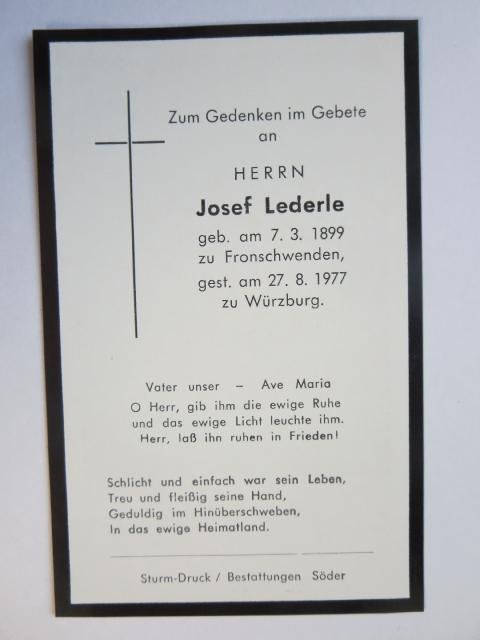 Zum Gedenken im Gebete
an
HERRN
Josef Lederle
geb. am 7. 3. 1899
zu Fronschwenden,
gest. am 27. 8. 1977
zu Würzburg.
Vater unser – Ave Maria
O Herr, gib ihm die ewige Ruhe
und das ewige Licht leuchte ihm.
Herr, laß ihn ruhen in Frieden!
Schlicht und einfach war sein Leben,
Treu und fleißig seine Hand,
Geduldig im Hinüberschweben,
In das ewige Heimatland.
Sturm-Druck / Bestattungen Söder